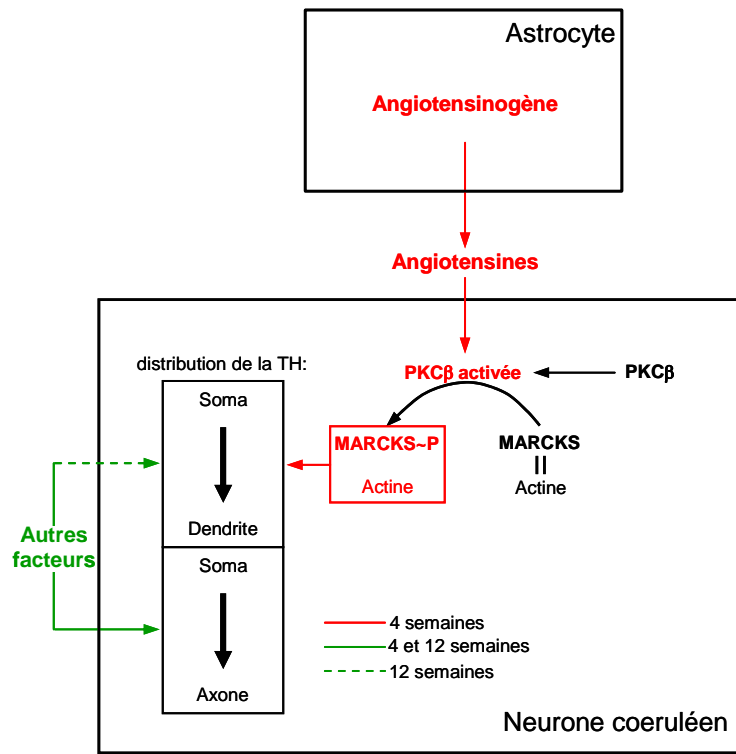 Astrocyte
Angiotensinogène
Angiotensines
distribution de la TH:
PKCβ activée
PKCβ
Soma
MARCKS~P
MARCKS
Actine
Actine
Dendrite
Autres
facteurs
Soma
Axone
4 semaines
4 et 12 semaines
12 semaines
Neurone coeruléen